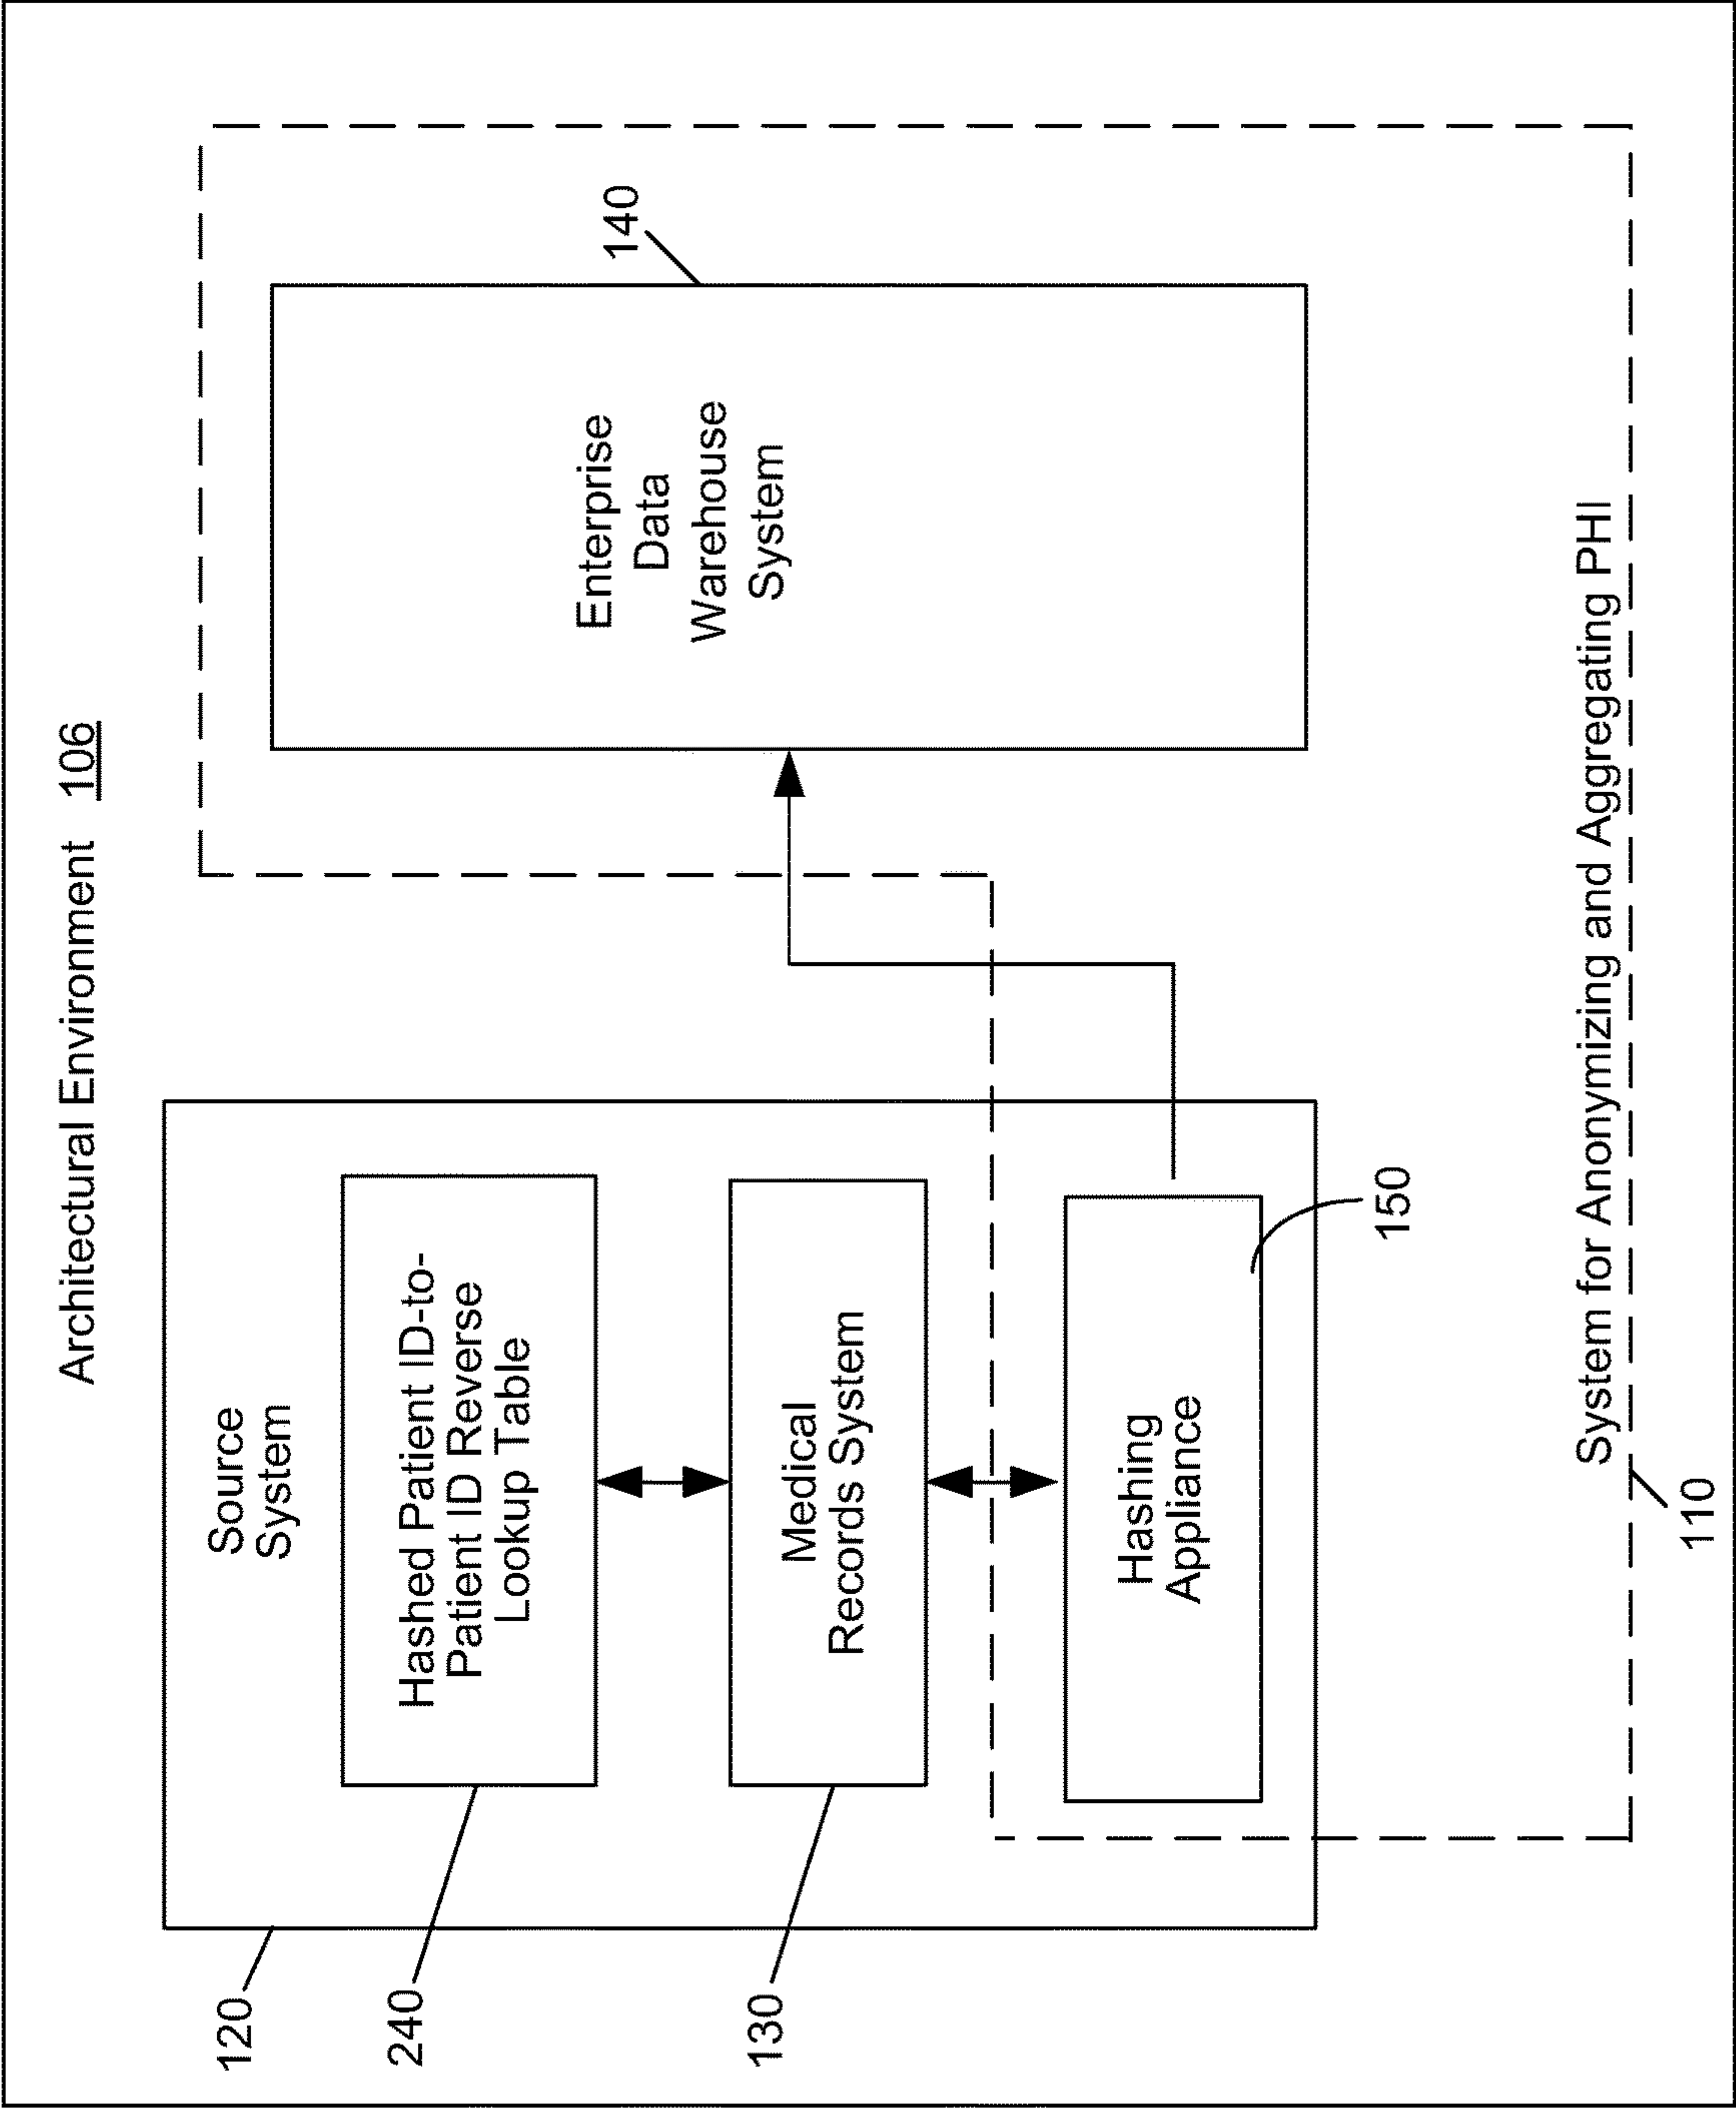 Architectural Environment 106
120
Source
System
240
Hashed Patient ID-to-
Patient ID Reverse
Lookup Table
130
Medical
Records System
Hashing
Appliance
150
140
Enterprise
Data
Warehouse
System
System for Anonymizing and Aggregating PHI
110